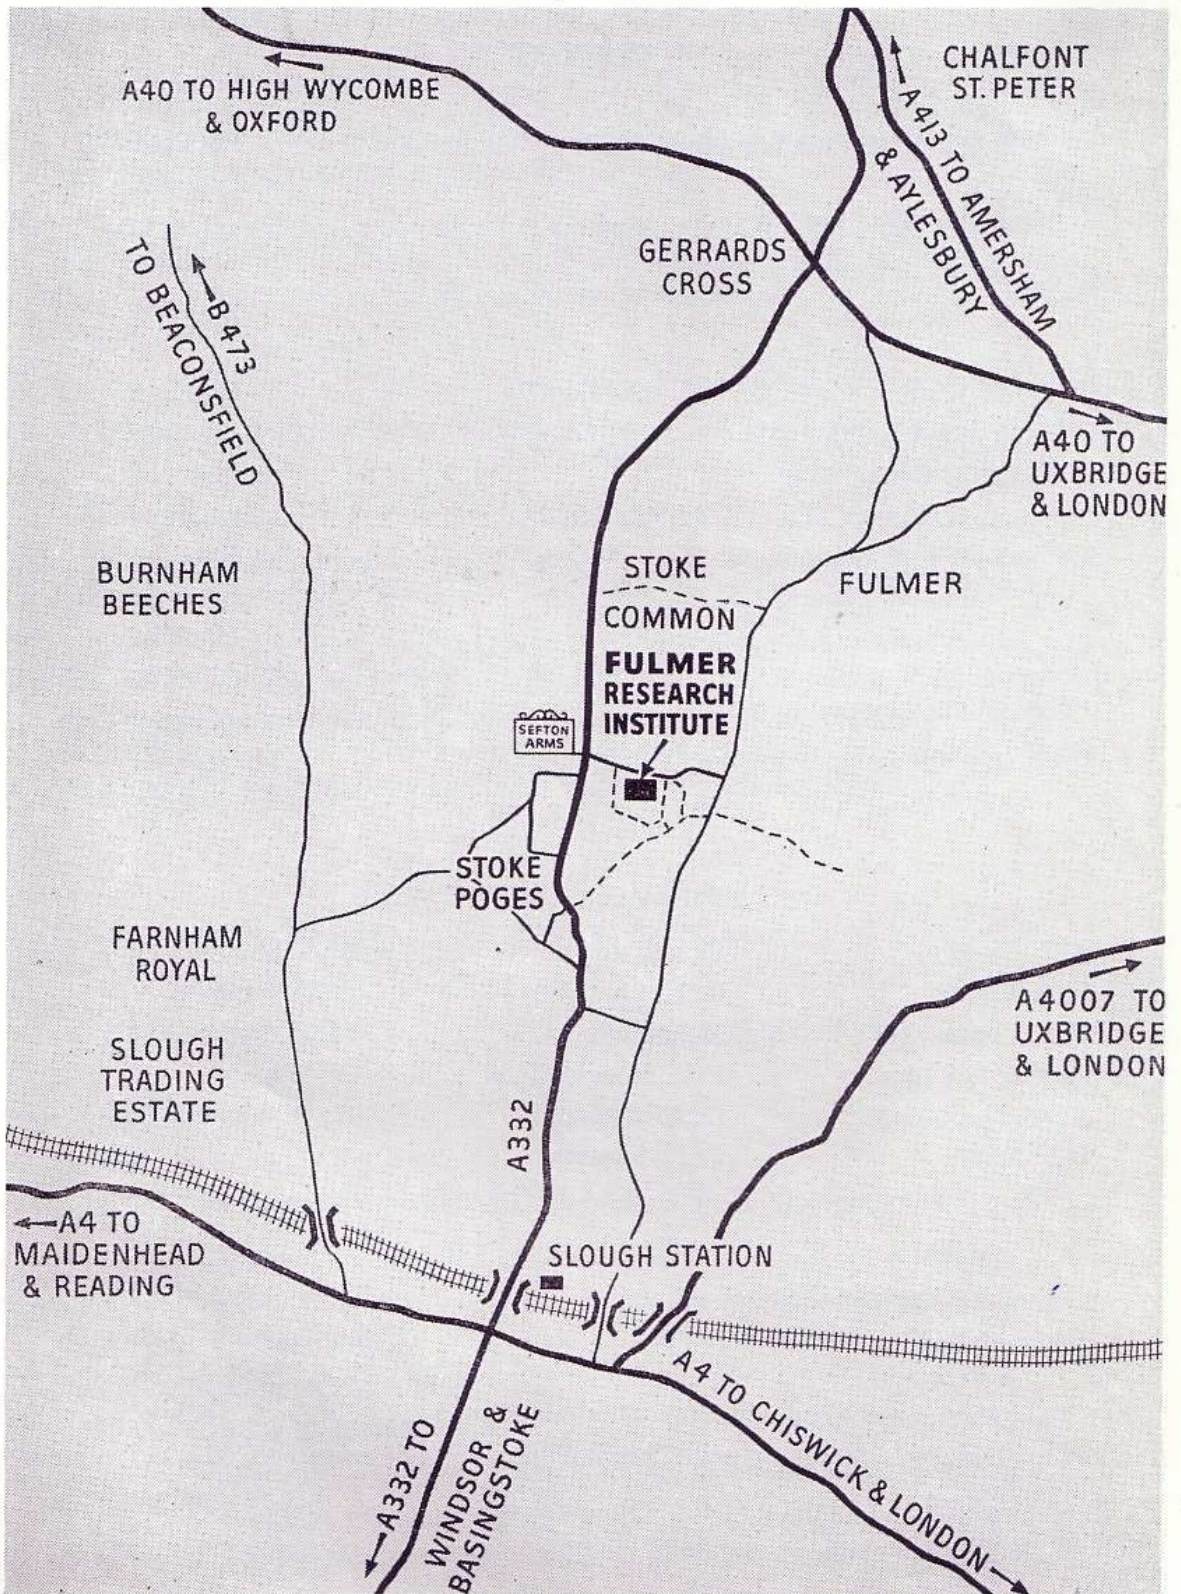 A40 TO HIGH WYCOMBE
& OXFORD
CHALFONT
ST. PETER
A413 TO AMERSHAM
& AYLESBURY
GERRARDS
CROSS
B473
TO BEACONSFIELD
A40 TO
UXBRIDGE
& LONDON
BURNHAM
BEECHES
STOKE
COMMON
FULMER
FULMER
RESEARCH
INSTITUTE
SEFTON
ARMS
STOKE
POGES
FARNHAM
ROYAL
A4007 TO
UXBRIDGE
& LONDON
SLOUGH
TRADING
ESTATE
A332
A4 TO
MAIDENHEAD
& READING
SLOUGH STATION
A4 TO CHISWICK & LONDON
A332 TO
WINDSOR &
BASINGSTOKE